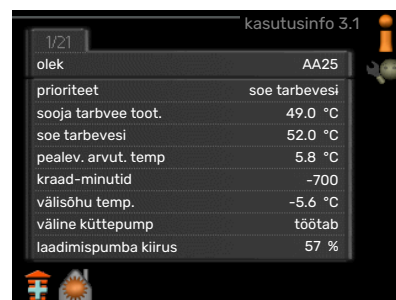 kasutusinfo 3.1
1/21
olek AA25
prioriteet soe tarbevesi
sooja tarbvee toot. 49.0 °C
soe tarbevesi 52.0 °C
pealev. arvut. temp 5.8 °C
kraad-minutid -700
välisõhu temp. -5.6 °C
väline küttepump töötab
laadimispumba kiirus 57 %